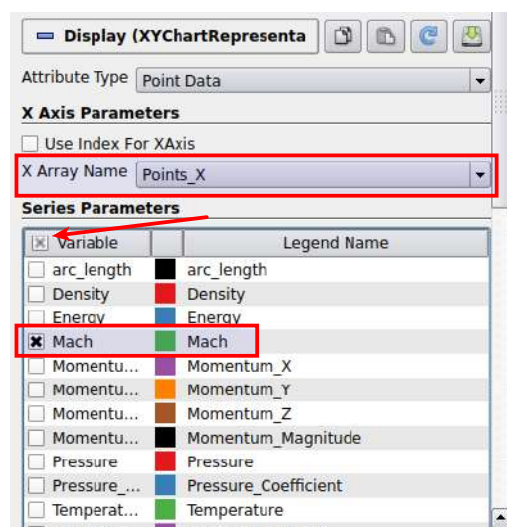 Display (XYChartRepresenta
Attribute Type Point Data
X Axis Parameters
Use Index For XAxis
X Array Name Points_X
Series Parameters
Variable Legend Name
arc_length arc_length
Density Density
Energy Energy
Mach Mach
Momentu... Momentum_X
Momentu... Momentum_Y
Momentu... Momentum_Z
Momentu... Momentum_Magnitude
Pressure Pressure
Pressure_... Pressure_Coefficient
Temperat... Temperature